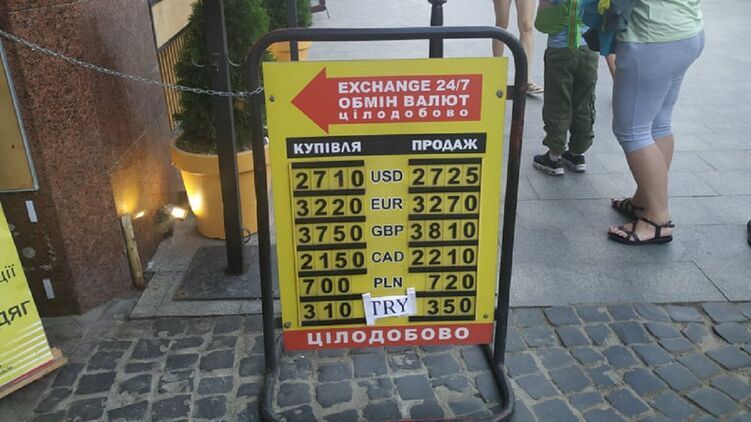 EXCHANGE 24/7
ОБМІН ВАЛЮТ
цілодобово
КУПІВЛЯ ПРОДАЖ
2710 USD 2725
3220 EUR 3270
3750 GBP 3810
2150 CAD 2210
700 PLN 720
310 TRY 350
ЦІЛОДОБОВО